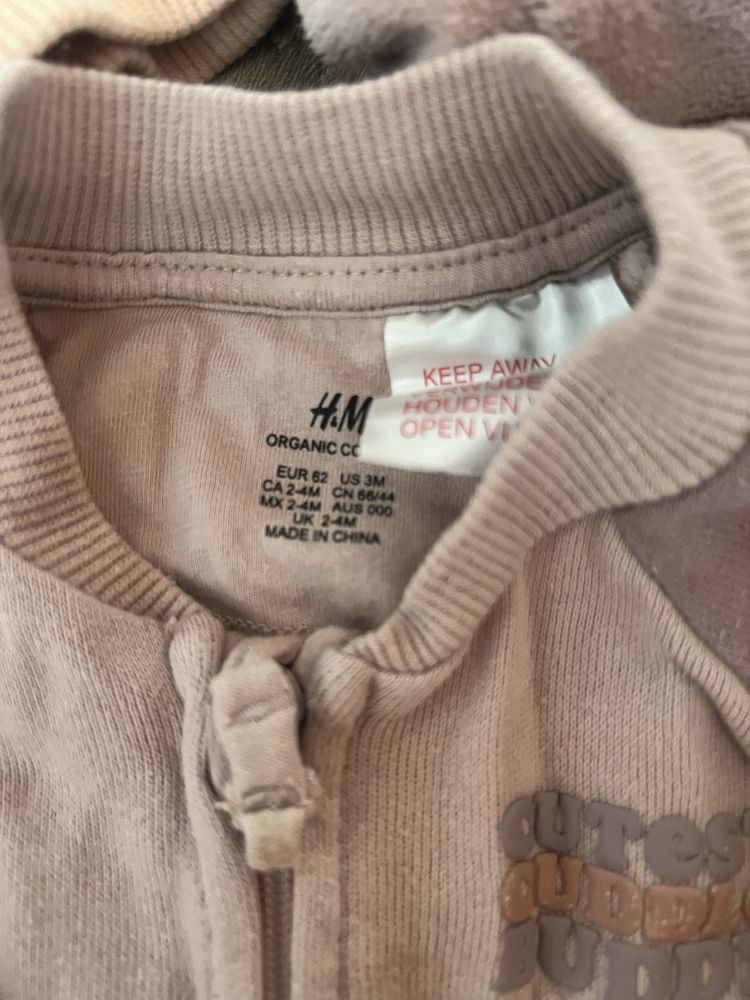 KEEP AWAY
HOUDEN
OPEN
H&M
ORGANIC
EUR 62 US 3M
CA 2-4M CN 66/44
MX 2-4M AUS 000
UK 2-4M
MADE IN CHINA
CUTES
CUDDL
BUDD